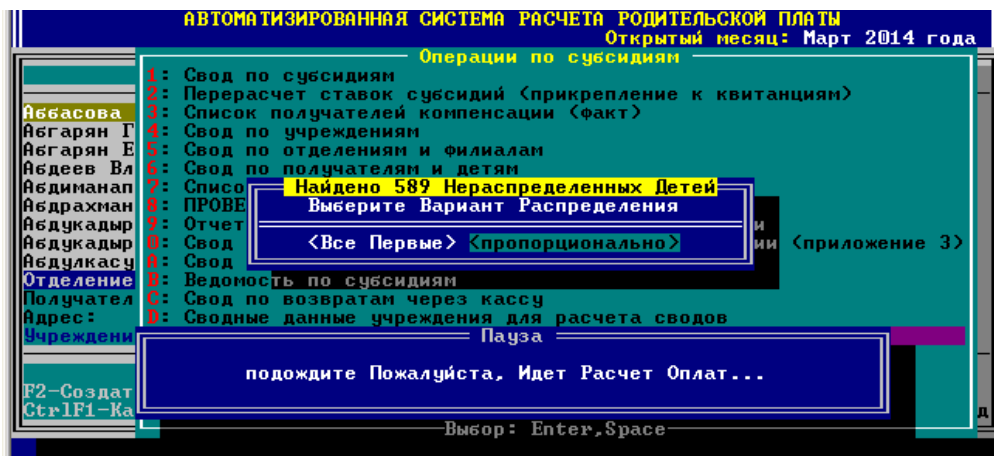 АВТОМАТИЗИРОВАННАЯ СИСТЕМА РАСЧЕТА РОДИТЕЛЬСКОЙ ПЛАТЫ
Открытый месяц: Март 2014 года
Операции по субсидиям
1: Свод по субсидиям
2: Перерасчет ставок субсидий (прикрепление к квитанциям)
Аббасова 3: Список получателей компенсации (факт)
Абгарян Г 4: Свод по учреждениям
Абгарян Е 5: Свод по отделениям и филиалам
Абдеев Вл 6: Свод по получателям и детям
Абдиманап 7: Списо Найдено 589 Нераспределенных Детей
Абдрахман 8: ПРОВЕ Выберите Вариант Распределения
Абдукадыр 9: Отчет и
Абдукадыр 0: Свод <Все Первые> <пропорционально> ии (приложение 3)
Абдулкасу A: Свод
Отделение B: Ведомость по субсидиям
Получател C: Свод по возвратам через кассу
Адрес: D: Сводные данные учреждения для расчета сводов
Учреждени Пауза
подождите Пожалуйста, Идет Расчет Оплат...
F2-Создат
CtrlF1-Ка д
Выбор: Enter,Space